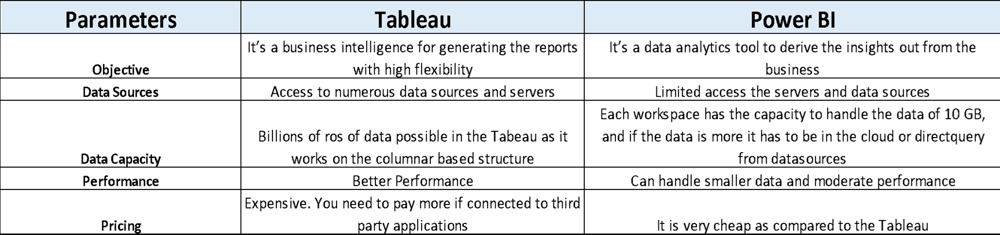 Parameters Tableau Power BI
It's a business intelligence for generating the reports It's a data analytics tool to derive the insights out from the
Objective with high flexibility business
Data Sources Access to numerous data sources and servers Limited access the servers and data sources
Each workspace has the capacity to handle the data of 10 GB,
Billions of ros of data possible in the Tabeau as it and if the data is more it has to be in the cloud or directquery
Data Capacity works on the columnar based structure from datasources
Performance Better Performance Can handle smaller data and moderate performance
Expensive. You need to pay more if connected to third
Pricing party applications It is very cheap as compared to the Tableau